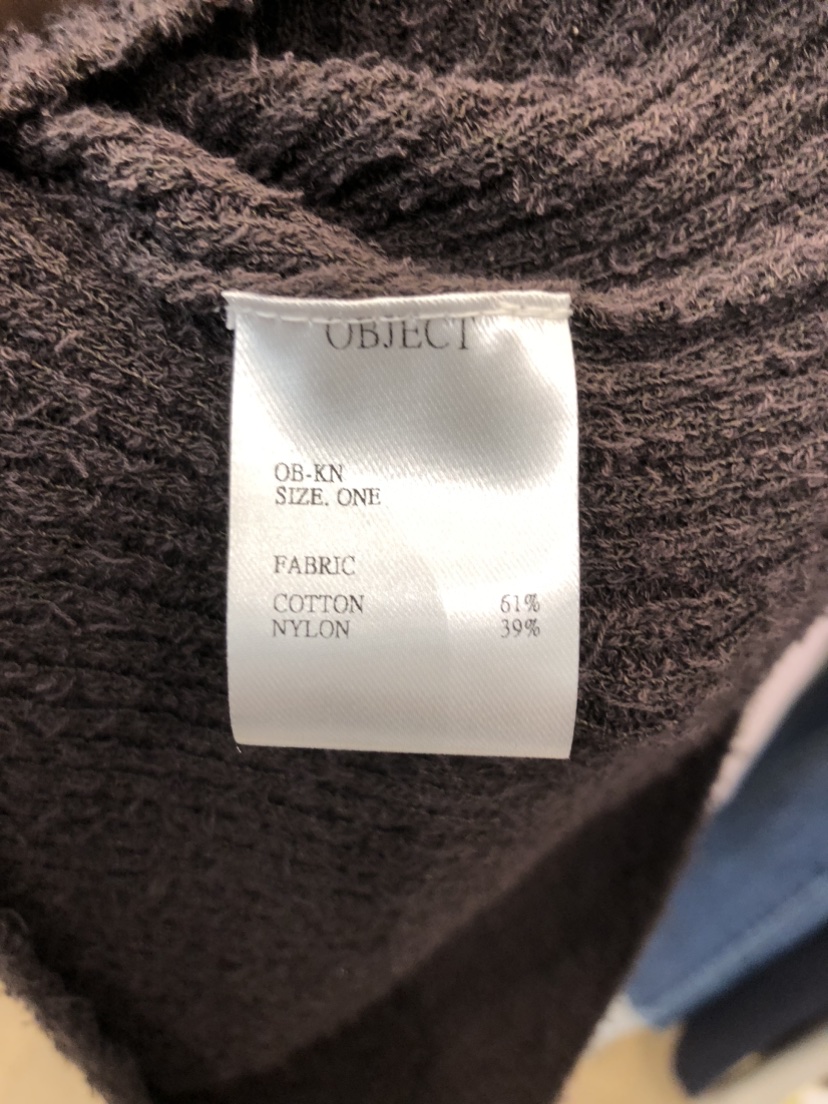 OBJECT
OB-KN
SIZE. ONE
FABRIC
COTTON 61%
NYLON 39%